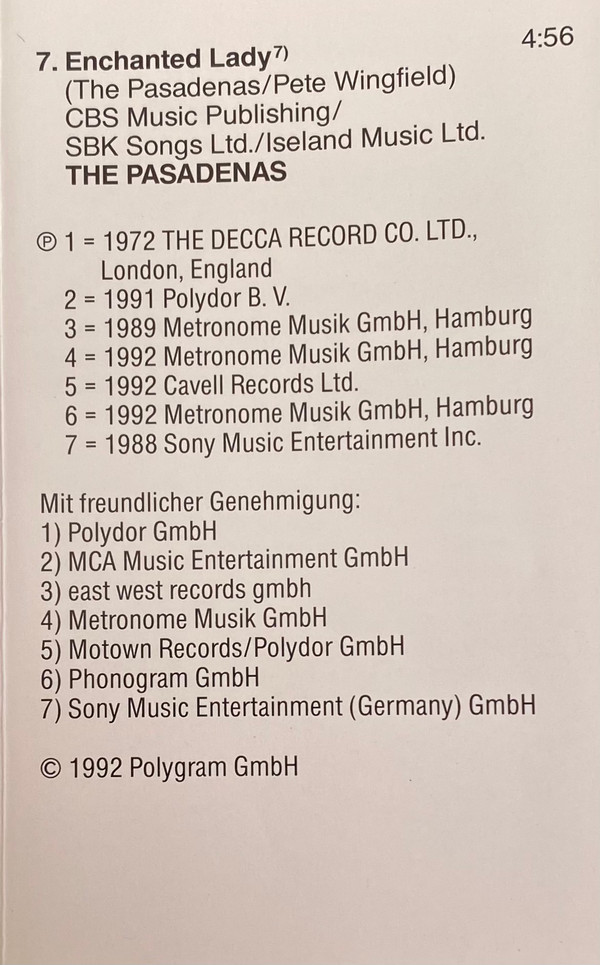 4:56
7. Enchanted Lady7)
(The Pasadenas/Pete Wingfield)
CBS Music Publishing/
SBK Songs Ltd./Iseland Music Ltd.
THE PASADENAS
℗ 1 = 1972 THE DECCA RECORD CO. LTD.,
London, England
2 = 1991 Polydor B. V.
3 = 1989 Metronome Musik GmbH, Hamburg
4 = 1992 Metronome Musik GmbH, Hamburg
5 = 1992 Cavell Records Ltd.
6 = 1992 Metronome Musik GmbH, Hamburg
7 = 1988 Sony Music Entertainment Inc.
Mit freundlicher Genehmigung:
1) Polydor GmbH
2) MCA Music Entertainment GmbH
3) east west records gmbh
4) Metronome Musik GmbH
5) Motown Records/Polydor GmbH
6) Phonogram GmbH
7) Sony Music Entertainment (Germany) GmbH
© 1992 Polygram GmbH